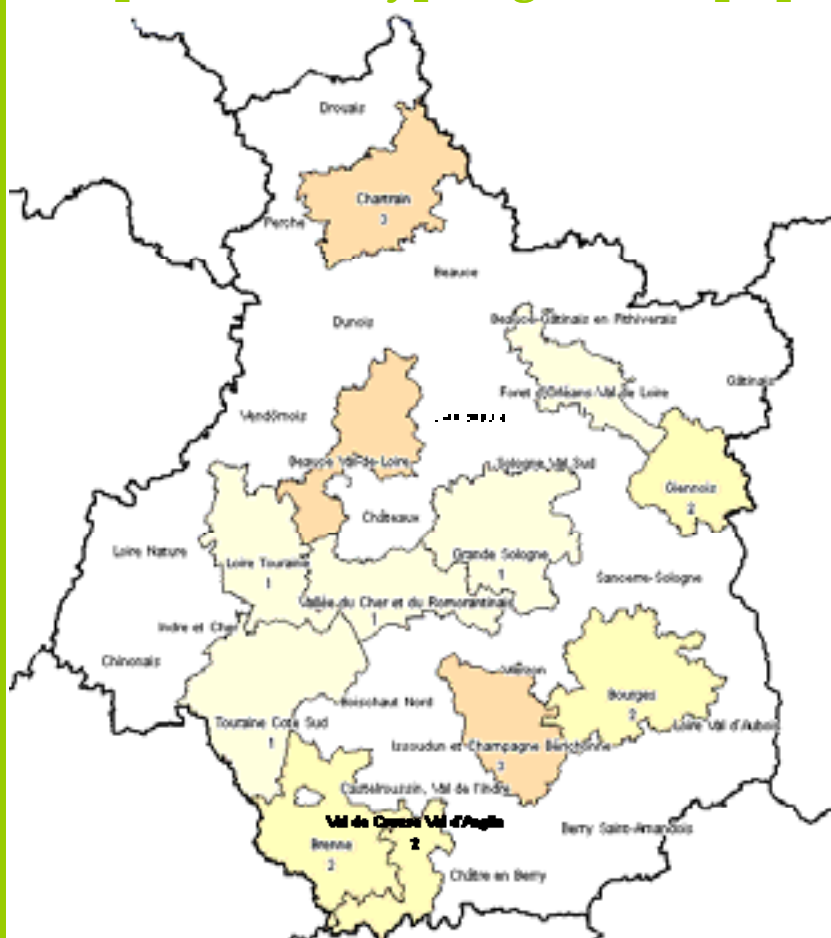 Drouais
Chartrain
3
Perche
Beauce
Dunois
Beauce-Gâtinais en Pithiverais
Gâtinais
Foret d'Orléans-Val de Loire
Vendômois
Beauce Val-de-Loire
Sologne Val Sud
Giennois
2
Châteaux
Loire Nature
Loire Touraine
1
Grande Sologne
1
Sancerre-Sologne
Vallée du Cher et du Romorantinais
1
Indre et Cher
Chinonais
Vierzon
Bourges
2
Boischaut Nord
Touraine Coté Sud
1
Loire Val d'Aubois
Issoudun et Champagne Berichonne
3
Castelroussin, Val de l'Indre
Val de Creuse Val d'Anglin
2
Brenne
2
Berry Saint-Amandois
Châtre en Berry